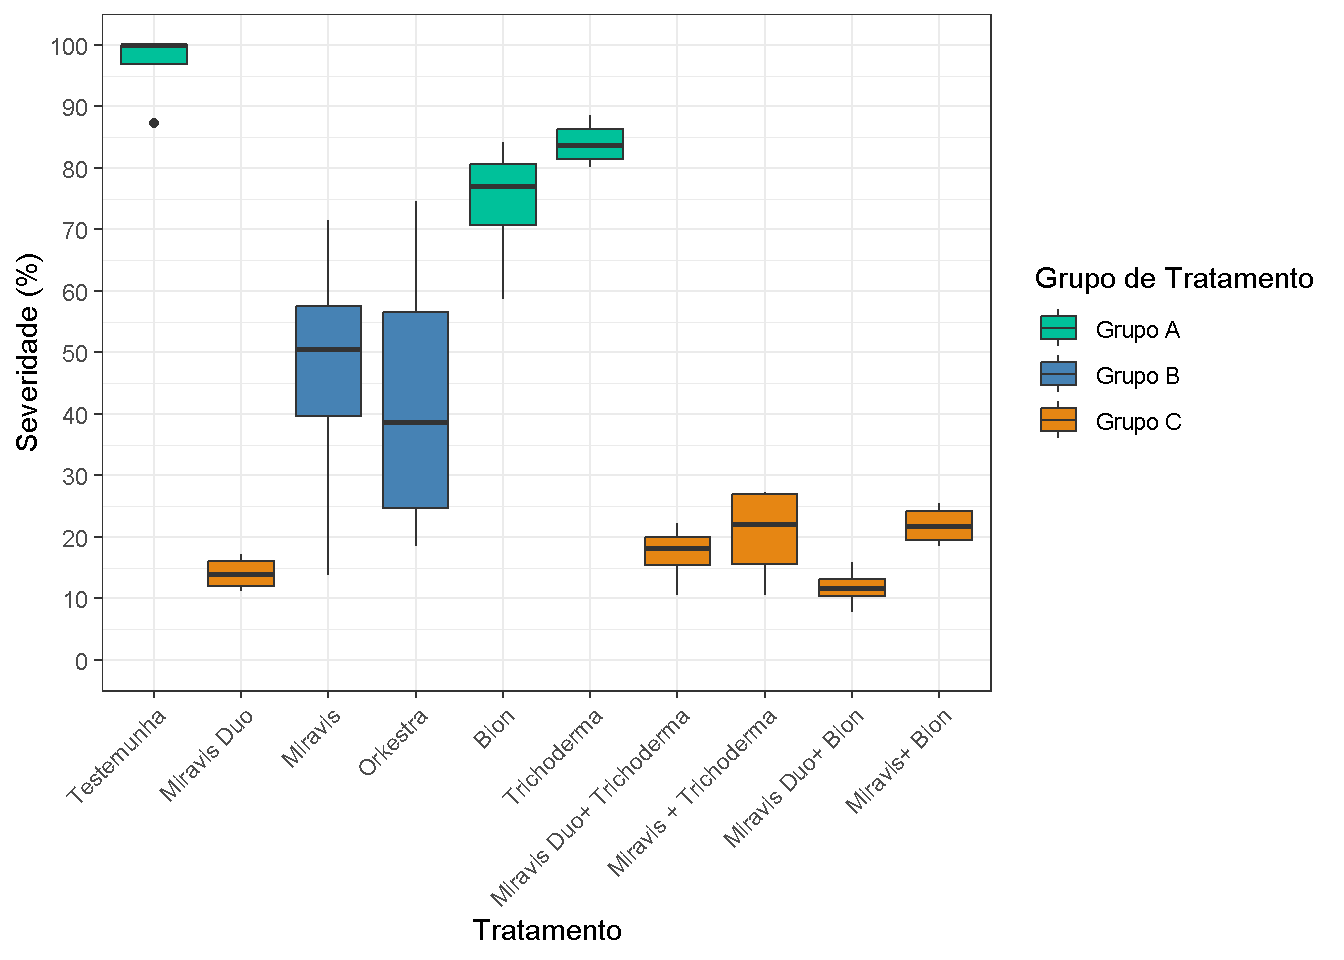 Severidade (%)
100
90
80
70
60
50
40
30
20
10
0
Testemunha
Miravis Duo
Miravis
Orkestra
Bion
Trichoderma
Miravis Duo+ Trichoderma
Miravis + Trichoderma
Miravis Duo+ Bion
Miravis+ Bion
Tratamento
Grupo de Tratamento
Grupo A
Grupo B
Grupo C